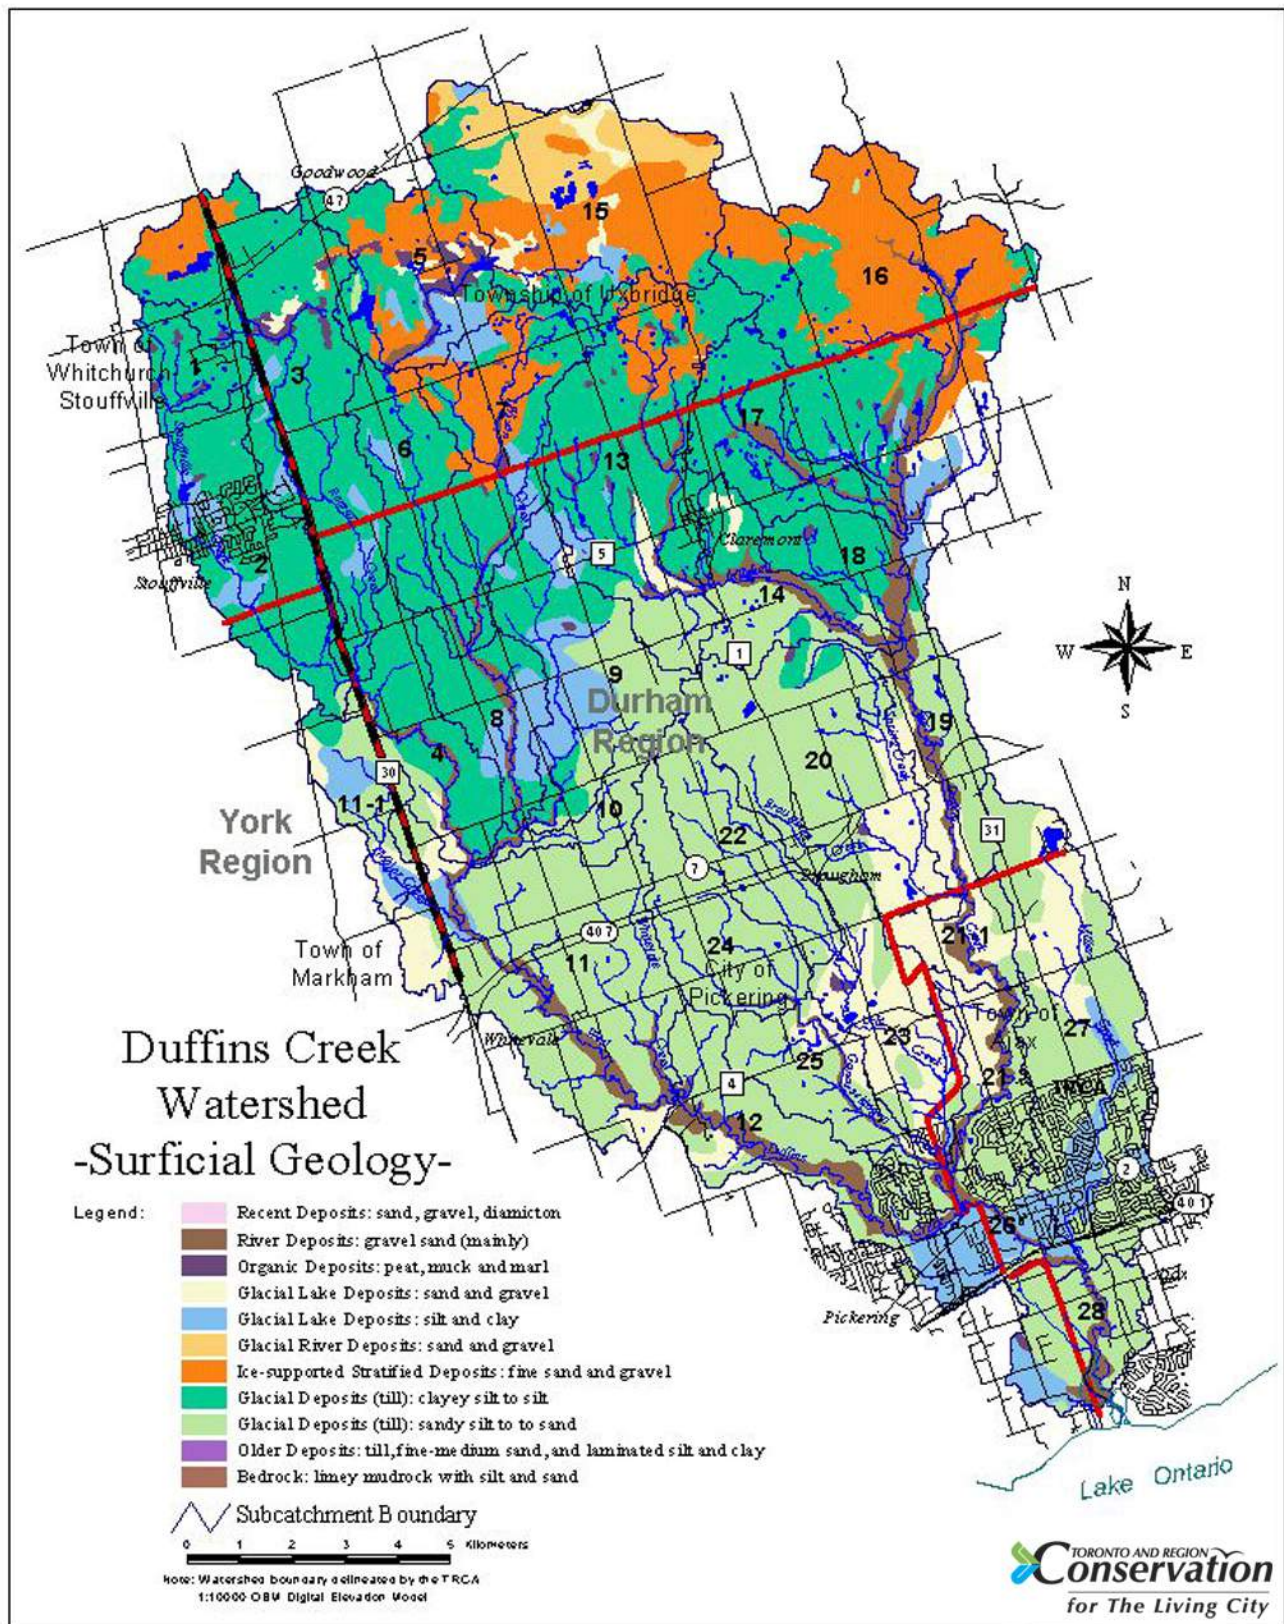 Goodwood
47
15
5
16
Township of Uxbridge
Town of
Whitchurch
Stouffville
1
3
7
17
6
13
Stouffville
2
5
Claremont
18
Mitchell
14
Creek
N
W
E
S
1
9
Durham
Region
8
19
4
30
20
11-1
10
York
Region
22
31
7
Brougham
Town of
Markham
407
Whiteside
24
21-1
11
City of
Pickering
Town of
Ajax
27
Whitevale
23
25
21-2
TRCA
4
12
Duffins
2
401
26
Pickering
28
Lake Ontario
Duffins Creek
Watershed
-Surficial Geology-
Legend:
Recent Deposits: sand, gravel, diamicton
River Deposits: gravel sand (mainly)
Organic Deposits: peat, muck and marl
Glacial Lake Deposits: sand and gravel
Glacial Lake Deposits: silt and clay
Glacial River Deposits: sand and gravel
Ice-supported Stratified Deposits: fine sand and gravel
Glacial Deposits (till): clayey silt to silt
Glacial Deposits (till): sandy silt to to sand
Older Deposits: till, fine-medium sand, and laminated silt and clay
Bedrock: limey mudrock with silt and sand
Subcatchment Boundary
0 1 2 3 4 5 Kilometers
Note: Watershed boundary delineated by the TRCA
1:10000 OBM Digital Elevation Model
TORONTO AND REGION
Conservation
for The Living City